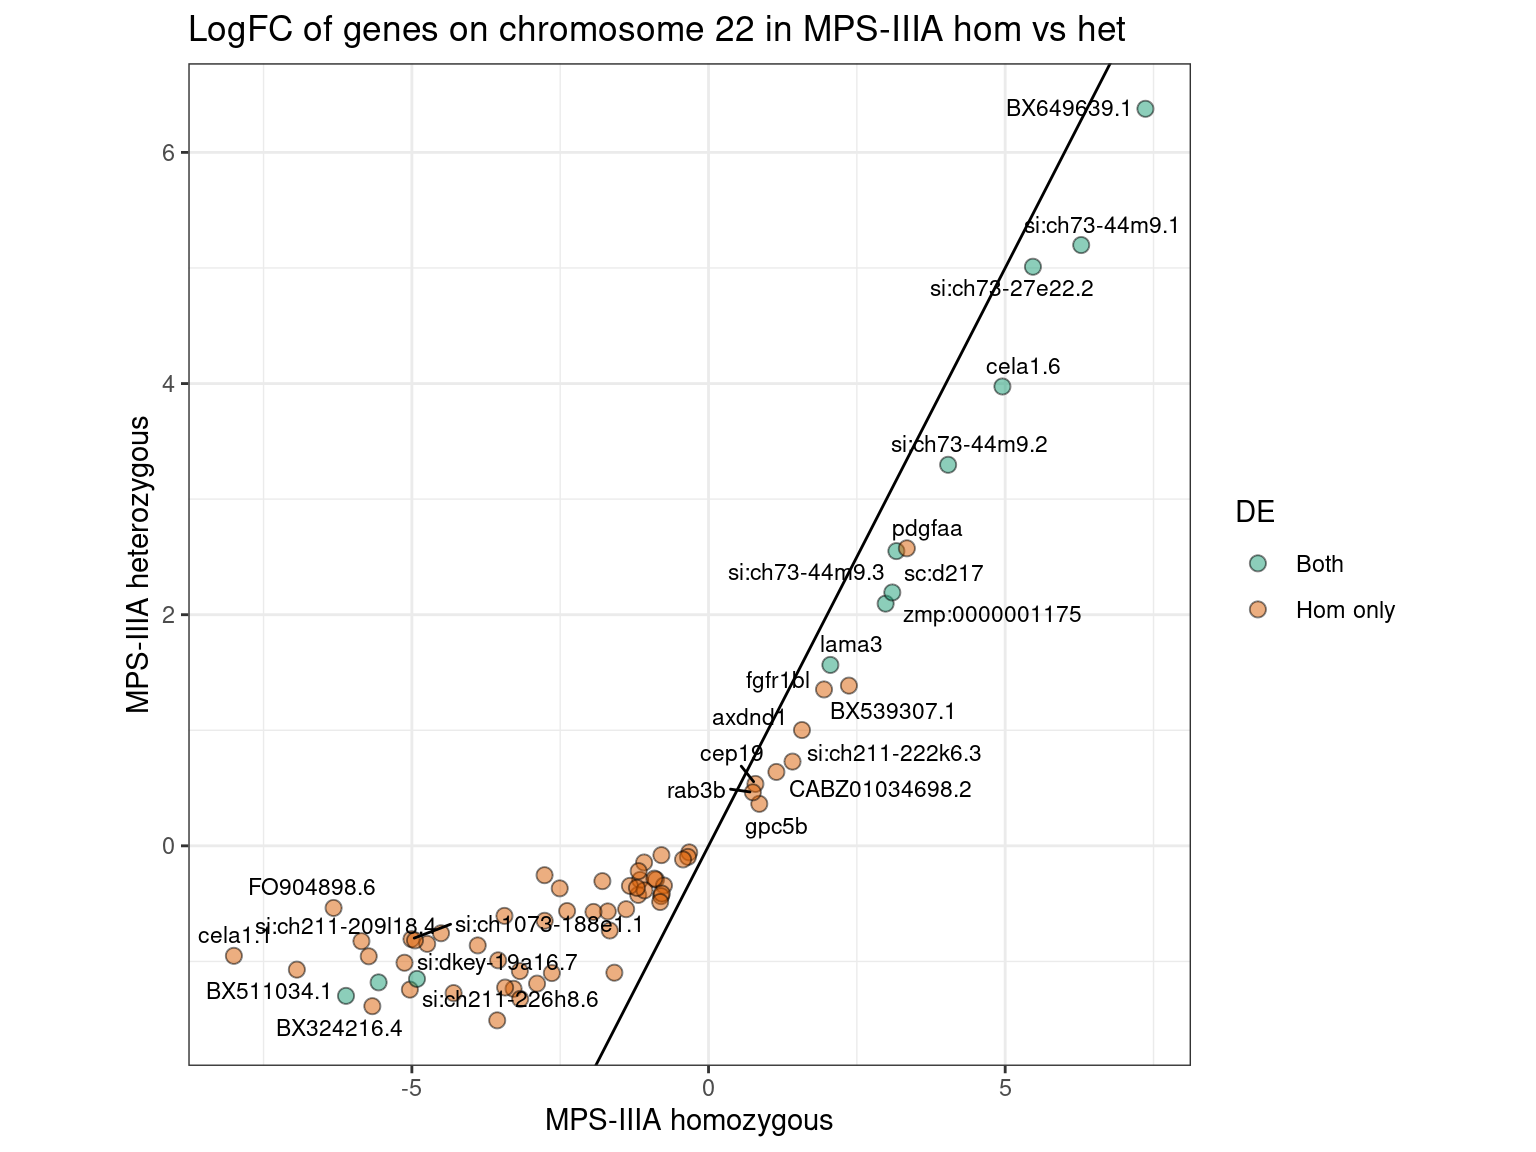 LogFC of genes on chromosome 22 in MPS-IIIA hom vs het
MPS-IIIA heterozygous
6
4
2
0
BX649639.1
si:ch73-44m9.1
si:ch73-27e22.2
cela1.6
si:ch73-44m9.2
pdgfaa
si:ch73-44m9.3
sc:d217
zmp:0000001175
lama3
fgfr1bl
BX539307.1
axdnd1
cep19
si:ch211-222k6.3
rab3b
CABZ01034698.2
gpc5b
FO904898.6
si:ch211-209l18.4
si:ch1073-188e1.1
cela1.1
si:dkey-19a16.7
BX511034.1
si:ch211-226h8.6
BX324216.4
-5
0
5
MPS-IIIA homozygous
DE
Both
Hom only